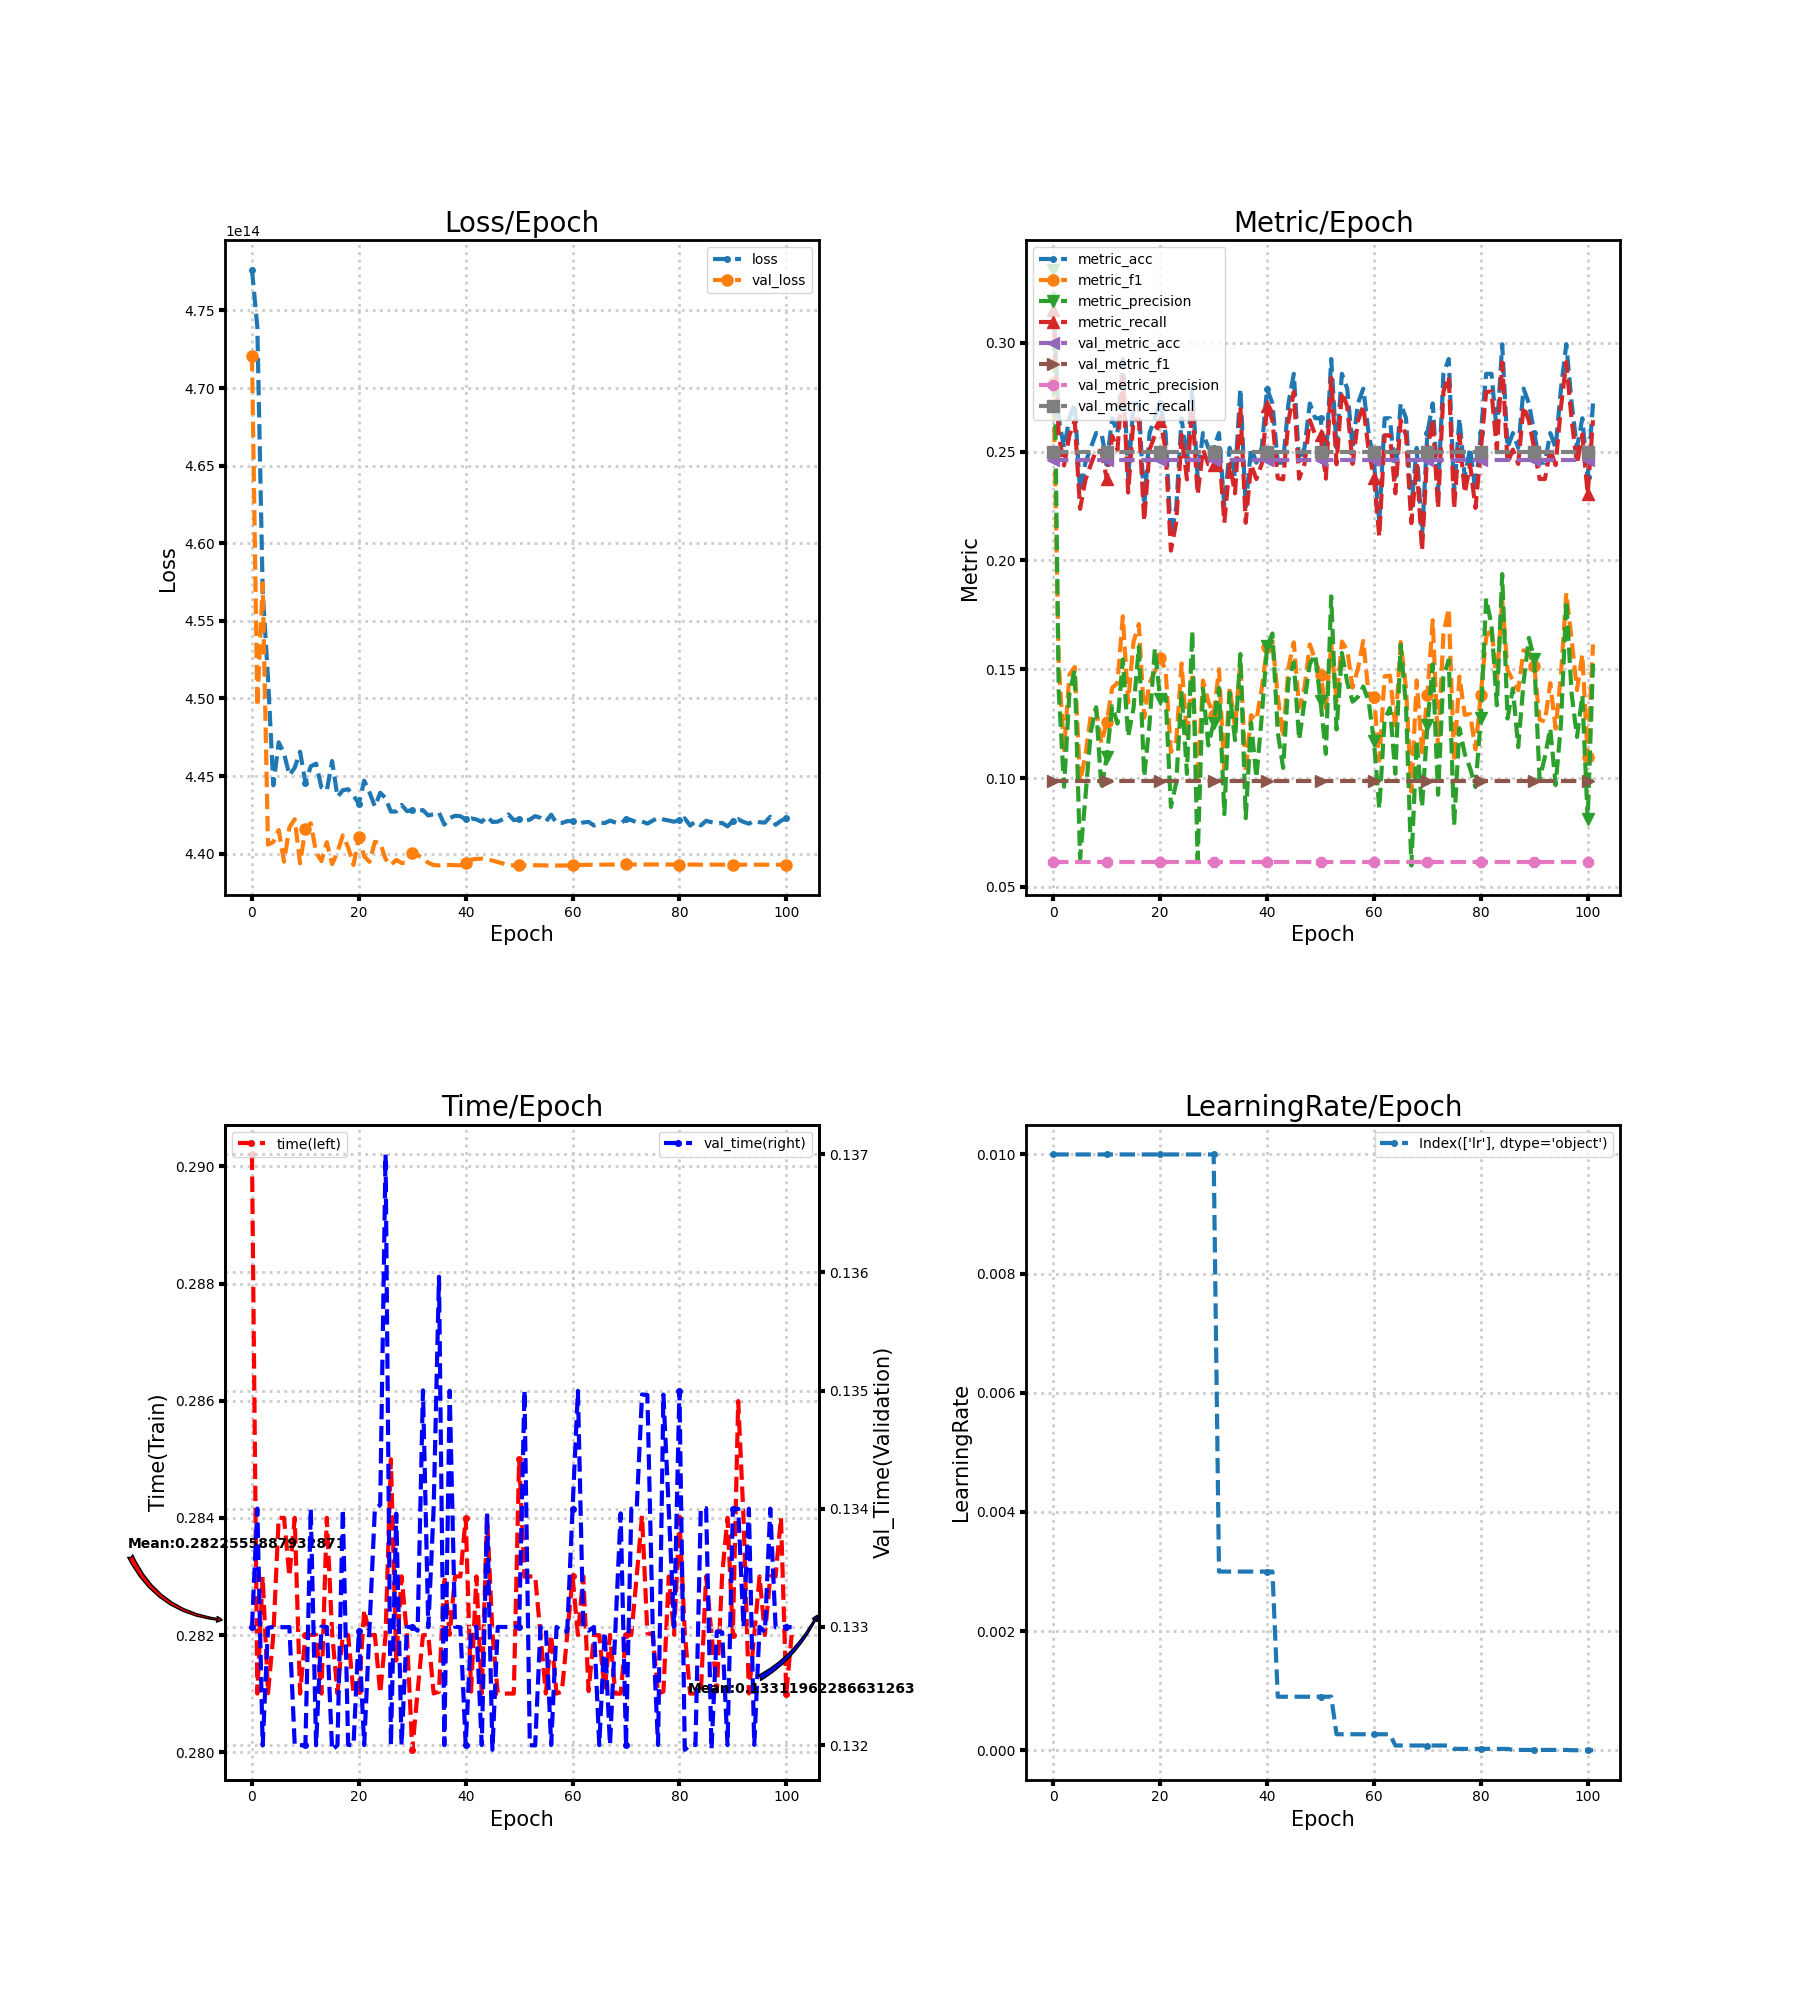 Loss/Epoch
1e14
loss
val_loss
4.75
4.70
4.65
4.60
4.55
4.50
4.45
4.40
Loss
0 20 40 60 80 100
Epoch
Metric/Epoch
metric_acc
metric_f1
metric_precision
metric_recall
val_metric_acc
val_metric_f1
val_metric_precision
val_metric_recall
0.30
0.25
0.20
0.15
0.10
0.05
Metric
0 20 40 60 80 100
Epoch
Time/Epoch
time(left)
val_time(right)
0.290
0.288
0.286
0.284
0.282
0.280
Time(Train)
0.137
0.136
0.135
0.134
0.133
0.132
Val_Time(Validation)
0 20 40 60 80 100
Epoch
LearningRate/Epoch
Index(['lr'], dtype='object')
0.010
0.008
0.006
0.004
0.002
0.000
LearningRate
0 20 40 60 80 100
Epoch